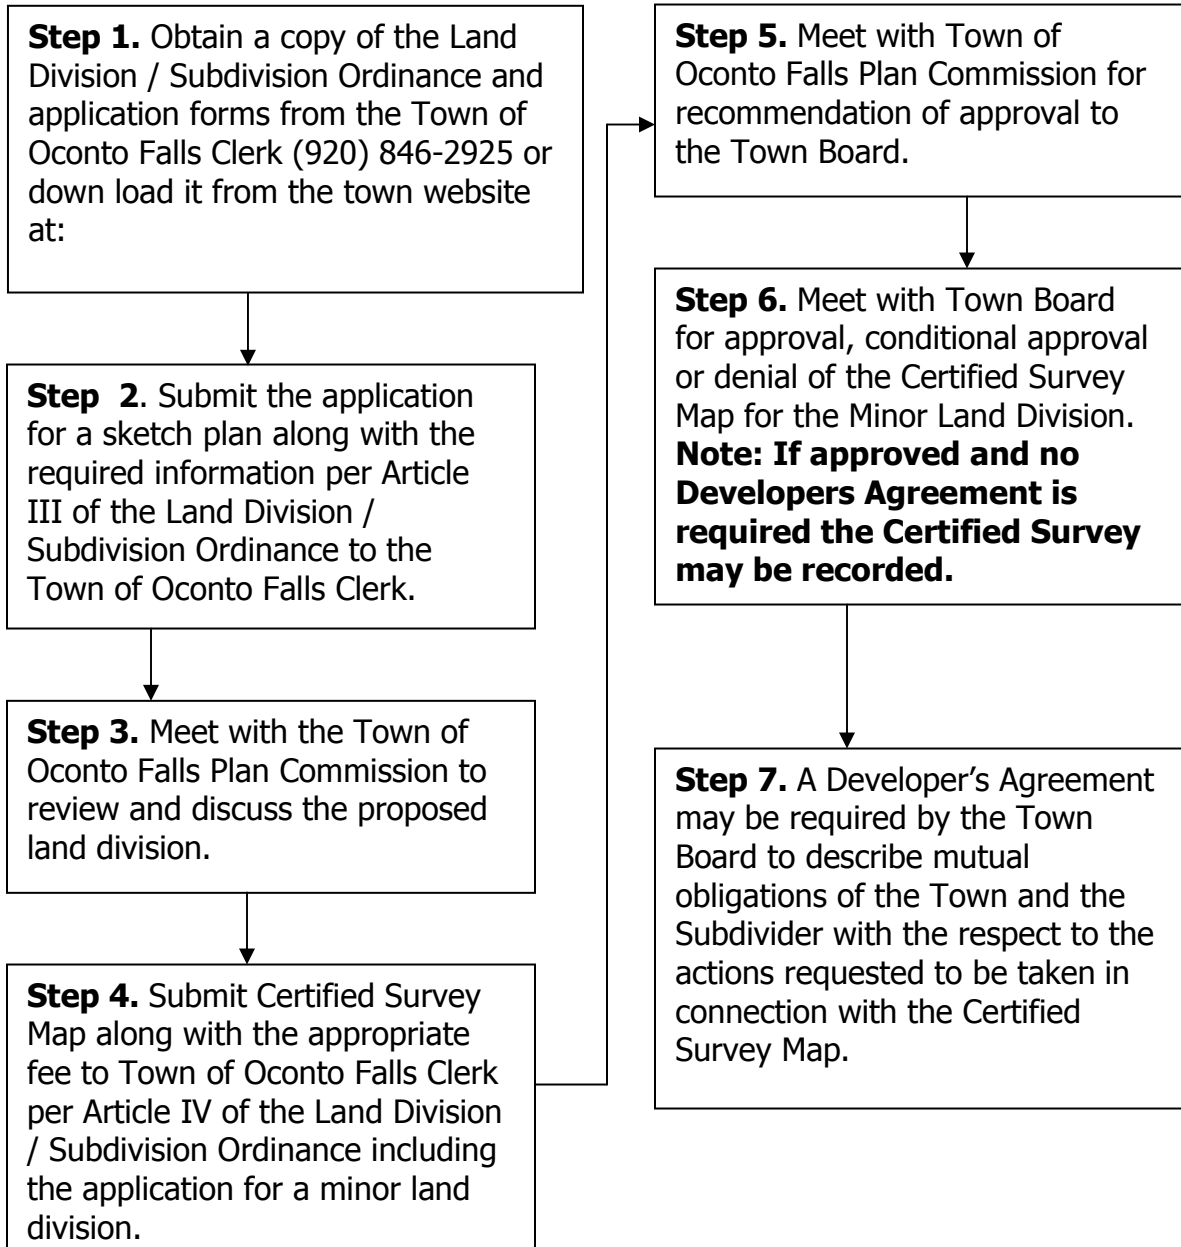 Step 1. Obtain a copy of the Land
Division / Subdivision Ordinance and
application forms from the Town of
Oconto Falls Clerk (920) 846-2925 or
down load it from the town website
at:
Step 2. Submit the application
for a sketch plan along with the
required information per Article
III of the Land Division /
Subdivision Ordinance to the
Town of Oconto Falls Clerk.
Step 3. Meet with the Town of
Oconto Falls Plan Commission to
review and discuss the proposed
land division.
Step 4. Submit Certified Survey
Map along with the appropriate
fee to Town of Oconto Falls Clerk
per Article IV of the Land Division
/ Subdivision Ordinance including
the application for a minor land
division.
Step 5. Meet with Town of
Oconto Falls Plan Commission for
recommendation of approval to
the Town Board.
Step 6. Meet with Town Board
for approval, conditional approval
or denial of the Certified Survey
Map for the Minor Land Division.
Note: If approved and no
Developers Agreement is
required the Certified Survey
may be recorded.
Step 7. A Developer’s Agreement
may be required by the Town
Board to describe mutual
obligations of the Town and the
Subdivider with the respect to the
actions requested to be taken in
connection with the Certified
Survey Map.